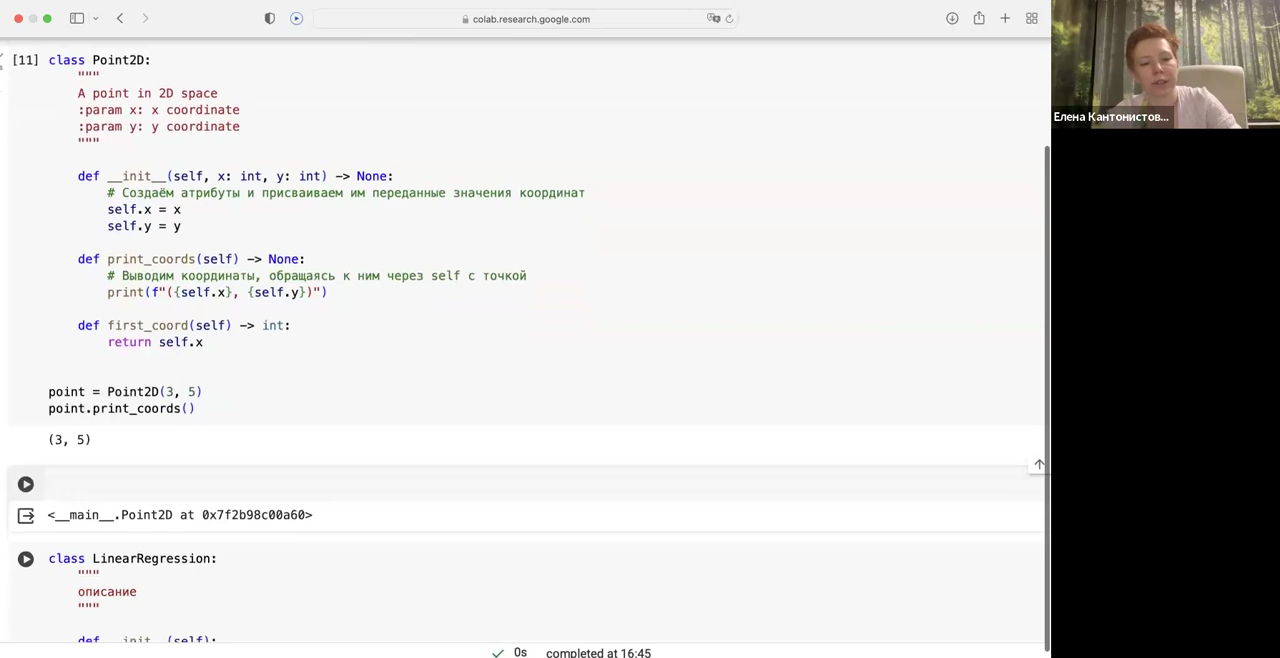 colab.research.google.com
Елена Кантонистов...
[11] class Point2D:
"""
A point in 2D space
:param x: x coordinate
:param y: y coordinate
"""
def __init__(self, x: int, y: int) -> None:
# Создаём атрибуты и присваиваем им переданные значения координат
self.x = x
self.y = y
def print_coords(self) -> None:
# Выводим координаты, обращаясь к ним через self с точкой
print(f"({self.x}, {self.y})")
def first_coord(self) -> int:
return self.x
point = Point2D(3, 5)
point.print_coords()
(3, 5)
<__main__.Point2D at 0x7f2b98c00a60>
class LinearRegression:
"""
описание
"""
def __init__(self):
0s completed at 16:45